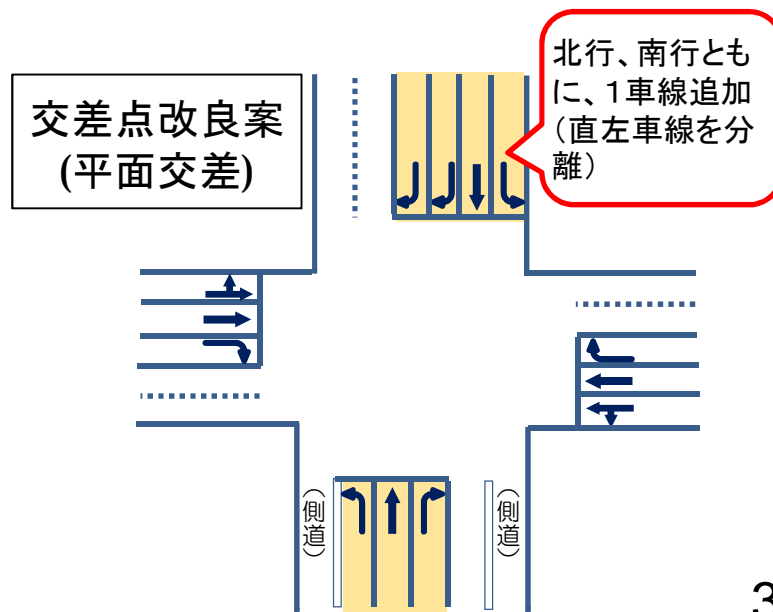 交差点改良案
(平面交差)
北行、南行ともに、1車線追加
(直左車線を分離)
(側道)
(側道)
3